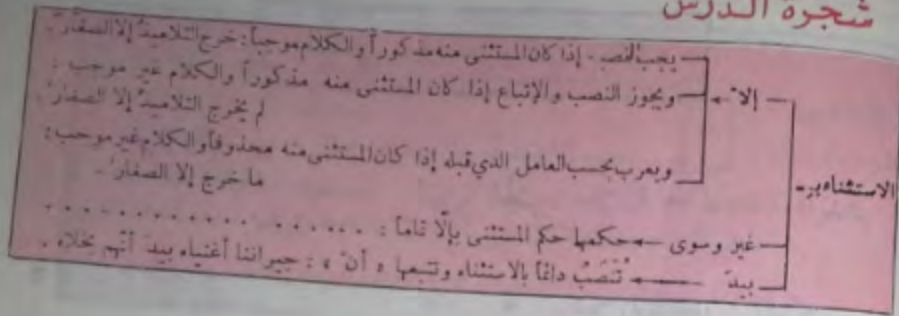 شجرة الدرس
يجب النصب . إذا كان المستثنى منه مذكوراً والكلام موجباً : خرج التلاميذُ إلا الصغارَ .
ويجوز النصب والإتباع إذا كان المستثنى منه مذكوراً والكلام غير موجب :
لم يخرج التلاميذُ إلا الصغار .
إلاّ
ويعرب بحسب العامل الذي قبله إذا كان المستثنى منه محذوفاً والكلام غير موجب :
ما خرج إلا الصغارُ .
الاستثناء بـ
غير وسوى حكمها حكم المستثنى بإلّا تماماً : . . . . . . . . . . . . . . . .
بيدَ تُنصَبُ دائماً بالاستثناء وتتبعها « أنّ » : جيراننا أغنياء بيدَ أنّهم بخلاء .